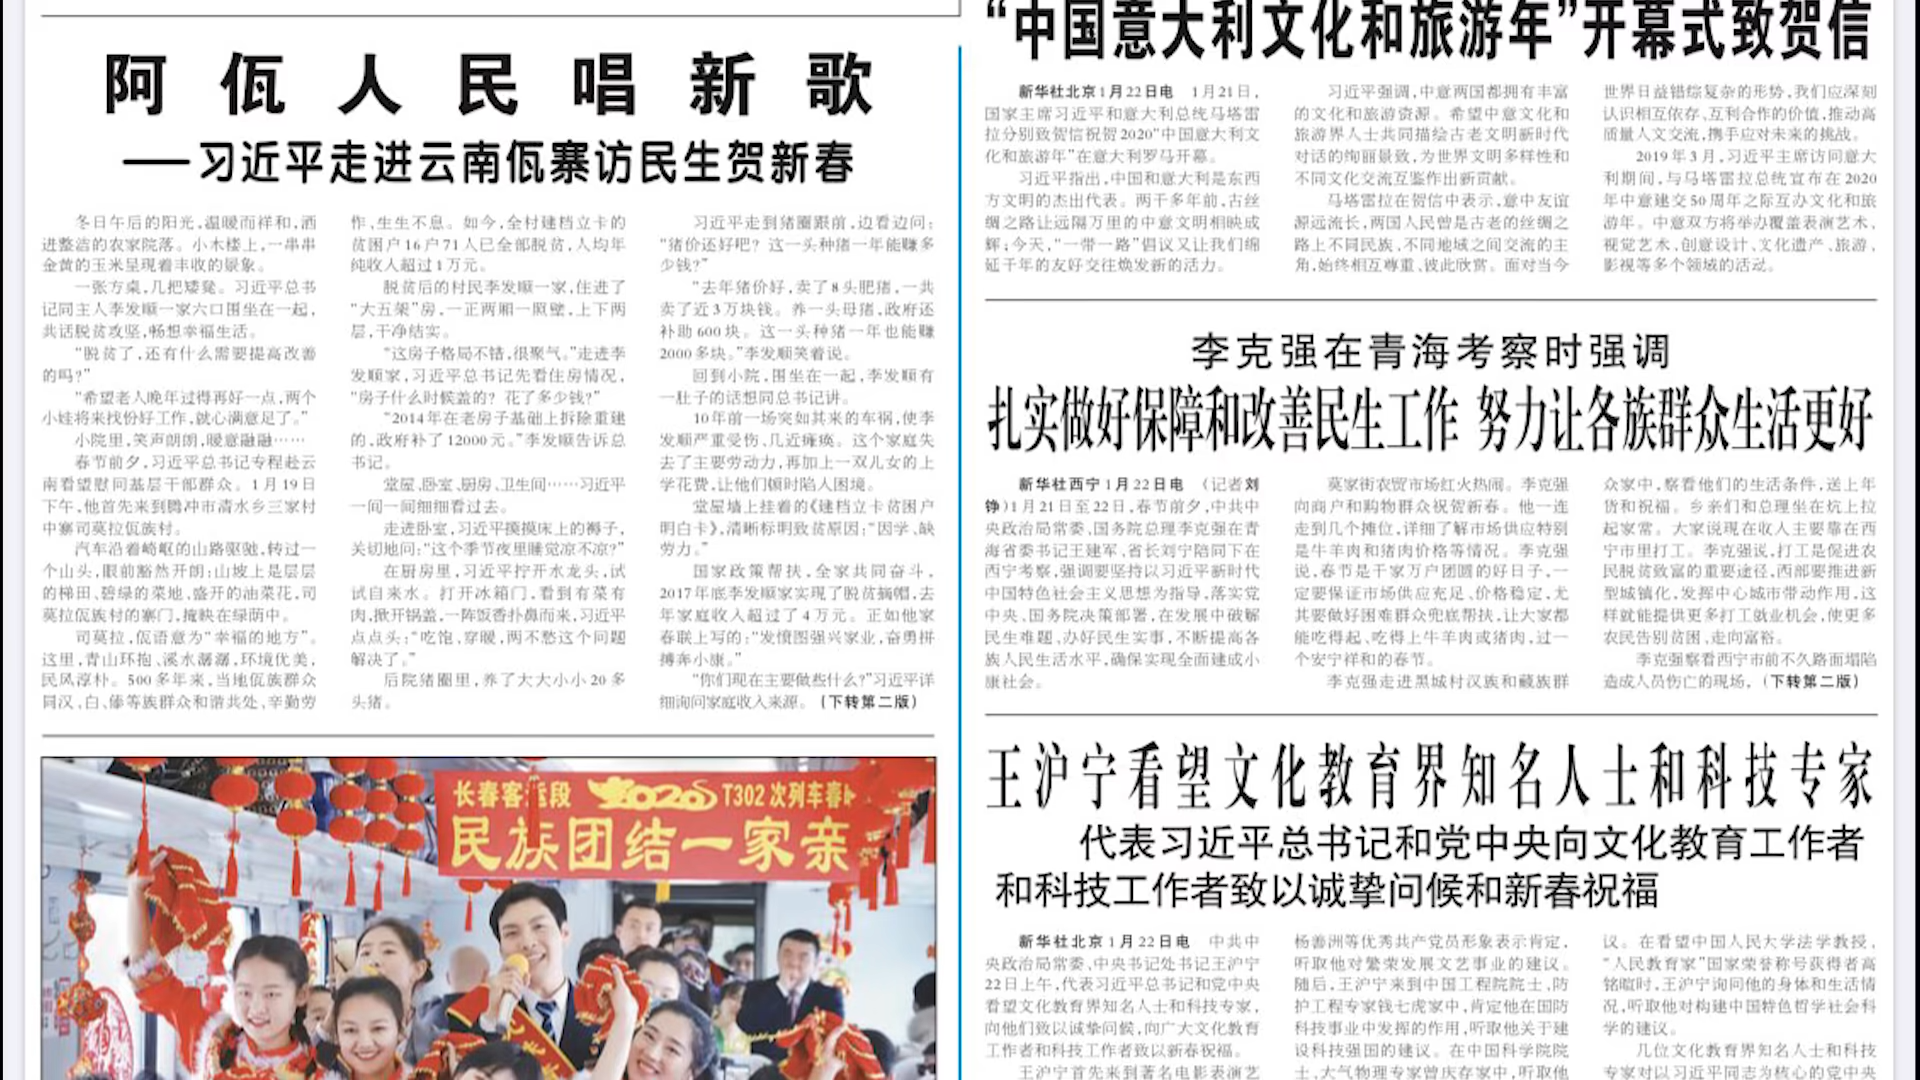 阿佤人民唱新歌
——习近平走进云南佤寨访民生贺新春
冬日午后的阳光,温暖而祥和,洒
进整洁的农家院落。小木楼上,一串串
金黄的玉米呈现着丰收的景象。
一张方桌,几把矮凳。习近平总书
记同主人李发顺一家六口围坐在一起,
共话脱贫攻坚,畅想幸福生活。
“脱贫了,还有什么需要提高改善
的吗?”
“希望老人晚年过得再好一点,两个
小娃将来找份好工作,就心满意足了。”
小院里,笑声朗朗,暖意融融……
春节前夕,习近平总书记专程赴云
南看望慰问基层干部群众。1月19日
下午,他首先来到腾冲市清水乡三家村
中寨司莫拉佤族村。
汽车沿着崎岖的山路驱驰,转过一
个山头,眼前豁然开朗:山坡上是层层
的梯田、碧绿的菜地、盛开的油菜花,司
莫拉佤族村的寨门,掩映在绿荫中。
司莫拉,佤语意为“幸福的地方”。
这里,青山环抱、溪水潺潺,环境优美,
民风淳朴。500多年来,当地佤族群众
同汉、白、傣等族群众和谐共处、辛勤劳
作、生生不息。如今,全村建档立卡的
贫困户16户71人已全部脱贫,人均年
纯收入超过1万元。
脱贫后的村民李发顺一家,住进了
“大五架”房,一正两厢一照壁,上下两
层,干净结实。
“这房子格局不错,很聚气。”走进李
发顺家,习近平总书记先看住房情况,
“房子什么时候盖的?花了多少钱?”
“2014年在老房子基础上拆除重建
的,政府补了12000元。”李发顺告诉总
书记。
堂屋、卧室、厨房、卫生间……习近平
一间一间细细看过去。
走进卧室,习近平摸摸床上的褥子,
关切地问:“这个季节夜里睡觉凉不凉?”
在厨房里,习近平拧开水龙头,试
试自来水。打开冰箱门,看到有菜有
肉,掀开锅盖,一阵饭香扑鼻而来,习近平
点点头:“吃饱、穿暖,两不愁这个问题
解决了。”
后院猪圈里,养了大大小小20多
头猪。
习近平走到猪圈跟前,边看边问:
“猪价还好吧?这一头种猪一年能赚多
少钱?”
“去年猪价好,卖了8头肥猪,一共
卖了近3万块钱。养一头母猪,政府还
补助600块。这一头种猪一年也能赚
2000多块。”李发顺笑着说。
回到小院,围坐在一起,李发顺有
一肚子的话想同总书记讲。
10年前一场突如其来的车祸,使李
发顺严重受伤、几近瘫痪。这个家庭失
去了主要劳动力,再加上一双儿女的上
学花费,让他们顿时陷入困境。
堂屋墙上挂着的《建档立卡贫困户
明白卡》,清晰标明致贫原因:“因学、缺
劳力。”
国家政策帮扶,全家共同奋斗,
2017年底李发顺家实现了脱贫摘帽,去
年家庭收入超过了4万元。正如他家
春联上写的:“发愤图强兴家业,奋勇拼
搏奔小康。”
“你们现在主要做些什么?”习近平详
细询问家庭收入来源。(下转第二版)
长春客运段 2020 T302次列车春
民族团结一家亲
“中国意大利文化和旅游年”开幕式致贺信
新华社北京1月22日电 1月21日,
国家主席习近平和意大利总统马塔雷
拉分别致贺信祝贺2020“中国意大利文
化和旅游年”在意大利罗马开幕。
习近平指出,中国和意大利是东西
方文明的杰出代表。两千多年前,古丝
绸之路让远隔万里的中意文明相映成
辉;今天,“一带一路”倡议又让我们绵
延千年的友好交往焕发新的活力。
习近平强调,中意两国都拥有丰富
的文化和旅游资源。希望中意文化和
旅游界人士共同描绘古老文明新时代
对话的绚丽景致,为世界文明多样性和
不同文化交流互鉴作出新贡献。
马塔雷拉在贺信中表示,意中友谊
源远流长,两国人民曾是古老的丝绸之
路上不同民族、不同地域之间交流的主
角,始终相互尊重、彼此欣赏。面对当今
世界日益错综复杂的形势,我们应深刻
认识相互依存、互利合作的价值,推动高
质量人文交流,携手应对未来的挑战。
2019年3月,习近平主席访问意大
利期间,与马塔雷拉总统宣布在2020
年中意建交50周年之际互办文化和旅
游年。中意双方将举办覆盖表演艺术、
视觉艺术、创意设计、文化遗产、旅游、
影视等多个领域的活动。
李克强在青海考察时强调
扎实做好保障和改善民生工作 努力让各族群众生活更好
新华社西宁1月22日电 (记者刘
铮)1月21日至22日,春节前夕,中共中
央政治局常委、国务院总理李克强在青
海省委书记王建军、省长刘宁陪同下在
西宁考察,强调要坚持以习近平新时代
中国特色社会主义思想为指导,落实党
中央、国务院决策部署,在发展中破解
民生难题、办好民生实事,不断提高各
族人民生活水平,确保实现全面建成小
康社会。
莫家街农贸市场红火热闹。李克强
向商户和购物群众祝贺新春。他一连
走到几个摊位,详细了解市场供应特别
是牛羊肉和猪肉价格等情况。李克强
说,春节是千家万户团圆的好日子,一
定要保证市场供应充足、价格稳定,尤
其要做好困难群众兜底帮扶,让大家都
能吃得起、吃得上牛羊肉或猪肉,过一
个安宁祥和的春节。
李克强走进黑城村汉族和藏族群
众家中,察看他们的生活条件,送上年
货和祝福。乡亲们和总理坐在炕上拉
起家常。大家说现在收入主要靠在西
宁市里打工。李克强说,打工是促进农
民脱贫致富的重要途径,西部要推进新
型城镇化,发挥中心城市带动作用,这
样就能提供更多打工就业机会,使更多
农民告别贫困、走向富裕。
李克强察看西宁市前不久路面塌陷
造成人员伤亡的现场,(下转第二版)
王沪宁看望文化教育界知名人士和科技专家
代表习近平总书记和党中央向文化教育工作者
和科技工作者致以诚挚问候和新春祝福
新华社北京1月22日电 中共中
央政治局常委、中央书记处书记王沪宁
22日上午,代表习近平总书记和党中央
看望文化教育界知名人士和科技专家,
向他们致以诚挚问候,向广大文化教育
工作者和科技工作者致以新春祝福。
王沪宁首先来到著名电影表演艺
杨善洲等优秀共产党员形象表示肯定,
听取他对繁荣发展文艺事业的建议。
随后,王沪宁来到中国工程院院士、防
护工程专家钱七虎家中,肯定他在国防
科技事业中发挥的作用,听取他关于建
设科技强国的建议。在中国科学院院
士、大气物理专家曾庆存家中,听取他
议。在看望中国人民大学法学教授、
“人民教育家”国家荣誉称号获得者高
铭暄时,王沪宁询问他的身体和生活情
况,听取他对构建中国特色哲学社会科
学的建议。
几位文化教育界知名人士和科技
专家对以习近平同志为核心的党中央